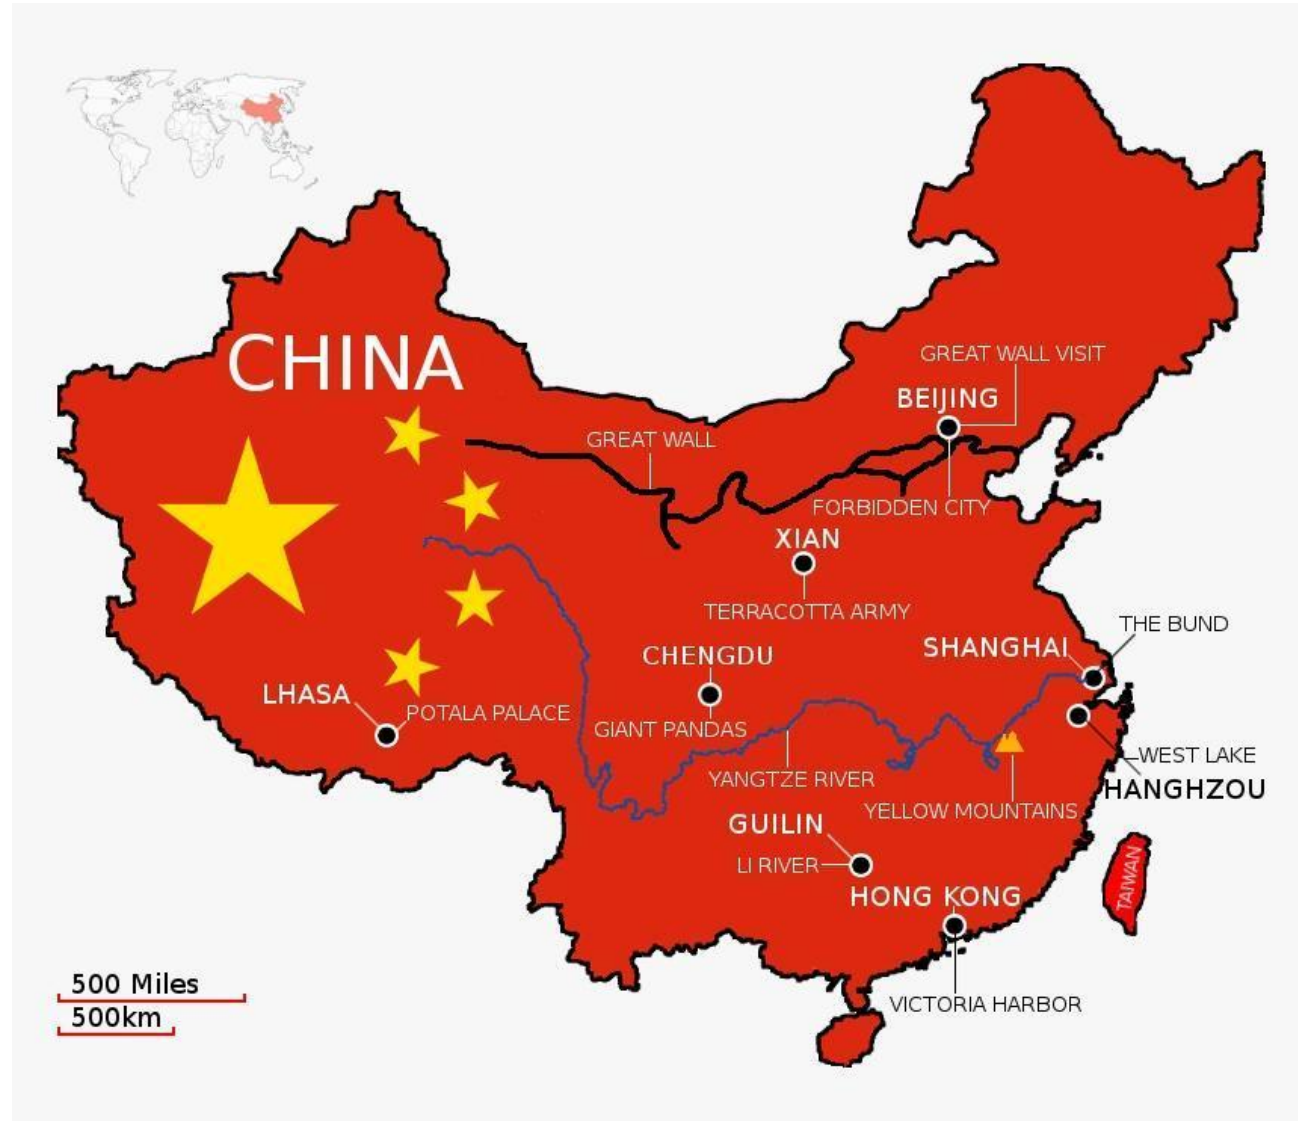 CHINA
GREAT WALL VISIT
BEIJING
GREAT WALL
FORBIDDEN CITY
XIAN
TERRACOTTA ARMY
THE BUND
SHANGHAI
CHENGDU
LHASA
POTALA PALACE
GIANT PANDAS
WEST LAKE
YANGTZE RIVER
HANGHZOU
YELLOW MOUNTAINS
GUILIN
LI RIVER
TAIWAN
HONG KONG
500 Miles
VICTORIA HARBOR
500km